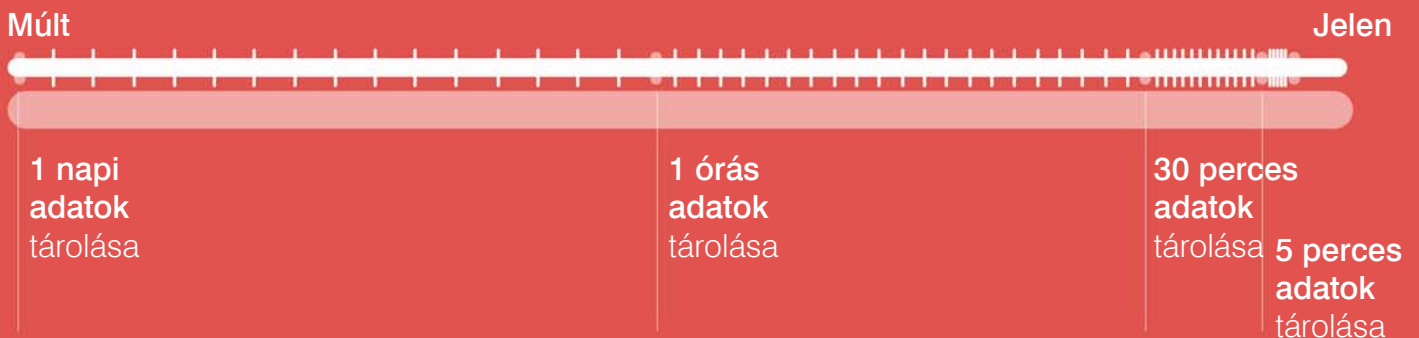 Múlt
Jelen
1 napi
adatok
tárolása
1 órás
adatok
tárolása
30 perces
adatok
tárolása
5 perces
adatok
tárolása